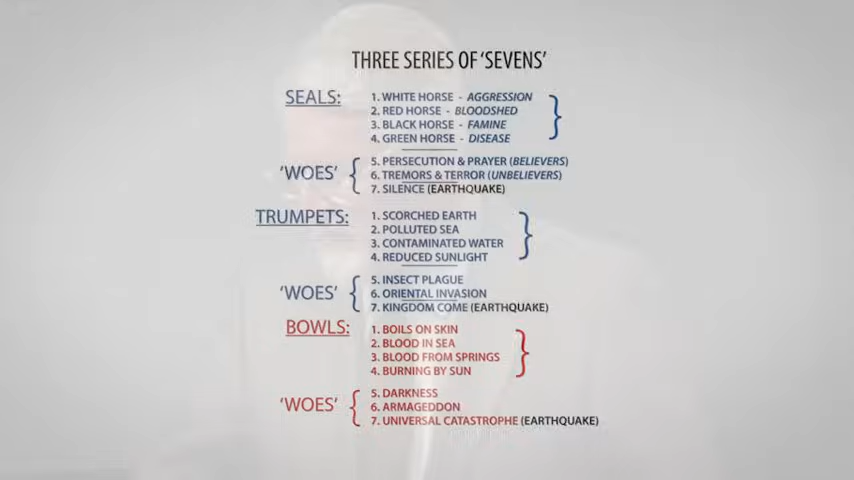 THREE SERIES OF 'SEVENS'
SEALS:
1. WHITE HORSE - AGGRESSION
2. RED HORSE - BLOODSHED
3. BLACK HORSE - FAMINE
4. GREEN HORSE - DISEASE
'WOES'
5. PERSECUTION & PRAYER (BELIEVERS)
6. TREMORS & TERROR (UNBELIEVERS)
7. SILENCE (EARTHQUAKE)
TRUMPETS:
1. SCORCHED EARTH
2. POLLUTED SEA
3. CONTAMINATED WATER
4. REDUCED SUNLIGHT
'WOES'
5. INSECT PLAGUE
6. ORIENTAL INVASION
7. KINGDOM COME (EARTHQUAKE)
BOWLS:
1. BOILS ON SKIN
2. BLOOD IN SEA
3. BLOOD FROM SPRINGS
4. BURNING BY SUN
'WOES'
5. DARKNESS
6. ARMAGEDDON
7. UNIVERSAL CATASTROPHE (EARTHQUAKE)